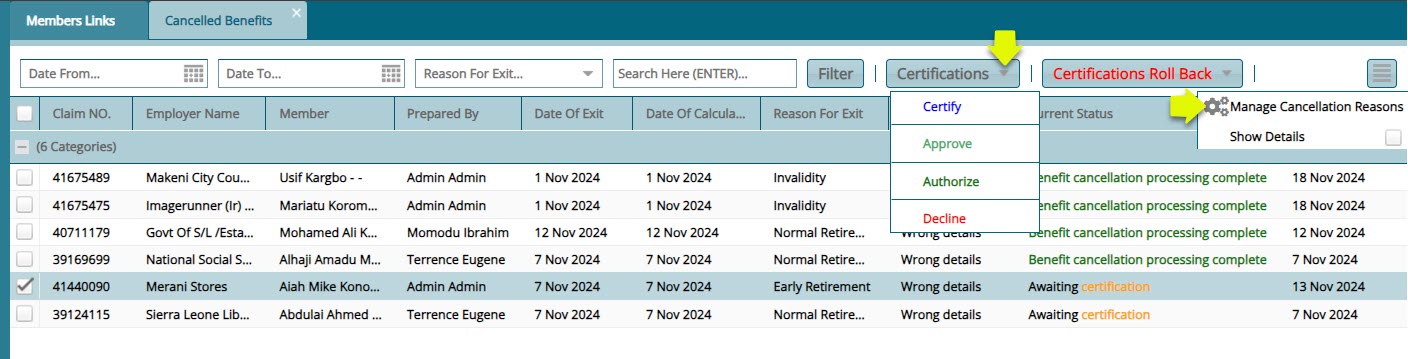 Members Links
Cancelled Benefits
Date From...
Date To...
Reason For Exit...
Search Here (ENTER)...
Filter
Certifications
Certifications Roll Back
Certify
Approve
Authorize
Decline
Manage Cancellation Reasons
Show Details
Claim NO. Employer Name Member Prepared By Date Of Exit Date Of Calcula... Reason For Exit urrent Status
(6 Categories)
41675489 Makeni City Cou... Usif Kargbo - - Admin Admin 1 Nov 2024 1 Nov 2024 Invalidity Benefit cancellation processing complete 18 Nov 2024
41675475 Imagerunner (Ir) ... Mariatu Korom... Admin Admin 1 Nov 2024 1 Nov 2024 Invalidity Benefit cancellation processing complete 18 Nov 2024
40711179 Govt Of S/L /Esta... Mohamed Ali K... Momodu Ibrahim 12 Nov 2024 12 Nov 2024 Normal Retire... Wrong details Benefit cancellation processing complete 12 Nov 2024
39169699 National Social S... Alhaji Amadu M... Terrence Eugene 7 Nov 2024 7 Nov 2024 Normal Retire... Wrong details Benefit cancellation processing complete 7 Nov 2024
41440090 Merani Stores Aiah Mike Kono... Admin Admin 7 Nov 2024 7 Nov 2024 Early Retirement Wrong details Awaiting certification 13 Nov 2024
39124115 Sierra Leone Lib... Abdulai Ahmed ... Terrence Eugene 7 Nov 2024 7 Nov 2024 Normal Retire... Wrong details Awaiting certification 7 Nov 2024